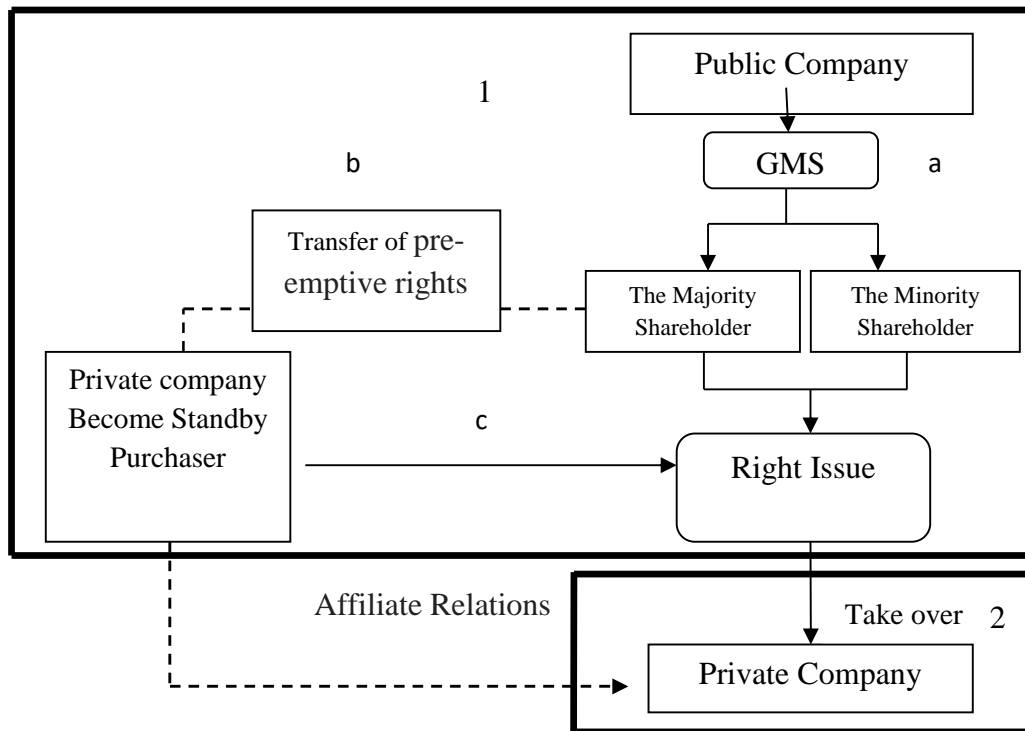 Public Company
1
GMS
a
b
Transfer of pre-
emptive rights
The Majority
Shareholder
The Minority
Shareholder
Private company
Become Standby
Purchaser
c
Right Issue
Affiliate Relations
Take over
2
Private Company